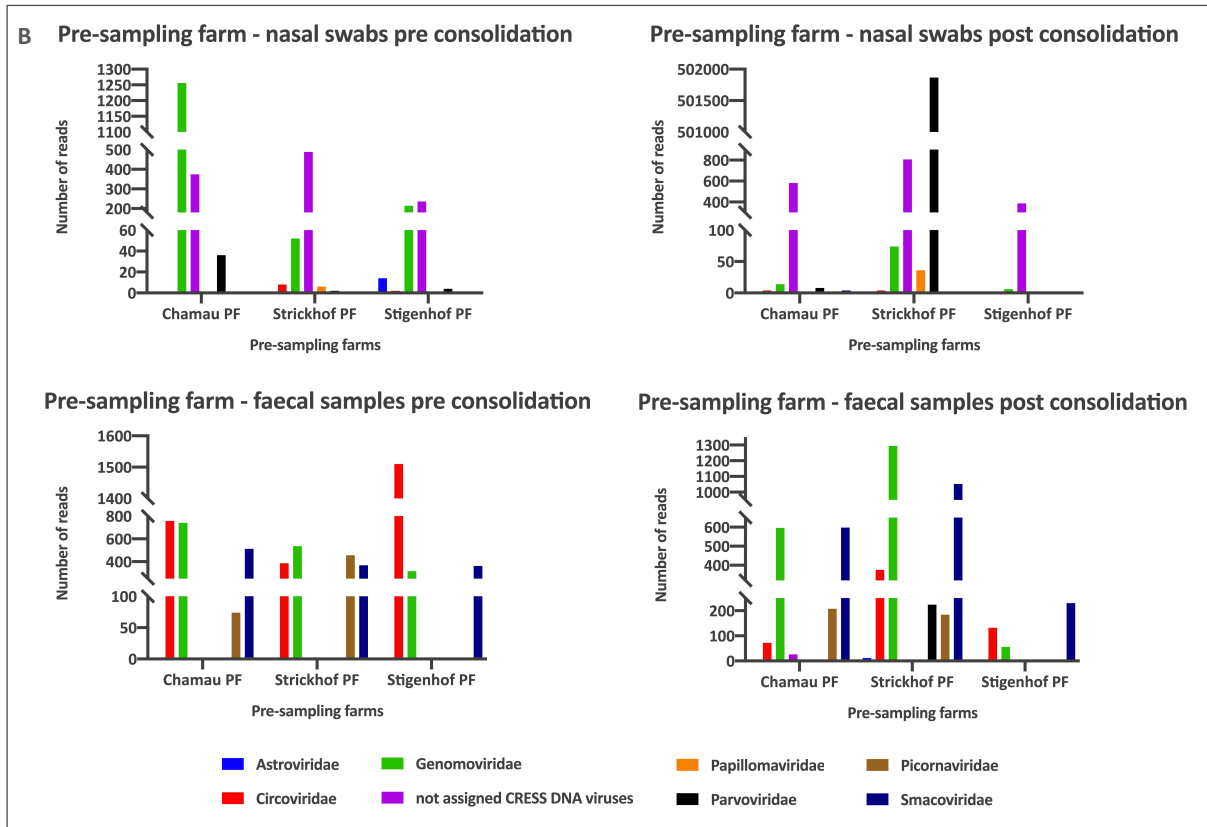 B
Pre-sampling farm - nasal swabs pre consolidation
1300
1250
1200
1150
1100
500
400
300
200
60
40
20
0
Number of reads
Chamau PF Strickhof PF Stigenhof PF
Pre-sampling farms
Pre-sampling farm - nasal swabs post consolidation
502000
501500
501000
800
600
400
100
50
0
Number of reads
Chamau PF Strickhof PF Stigenhof PF
Pre-sampling farms
Pre-sampling farm - faecal samples pre consolidation
1600
1500
1400
800
600
400
100
50
0
Number of reads
Chamau PF Strickhof PF Stigenhof PF
Pre-sampling farms
Pre-sampling farm - faecal samples post consolidation
1300
1200
1100
1000
600
500
400
200
100
0
Number of reads
Chamau PF Strickhof PF Stigenhof PF
Pre-sampling farms
Astroviridae Genomoviridae Papillomaviridae Picornaviridae
Circoviridae not assigned CRESS DNA viruses Parvoviridae Smacoviridae